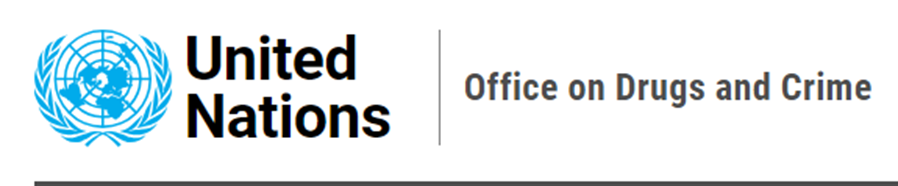 United
Nations
Office on Drugs and Crime